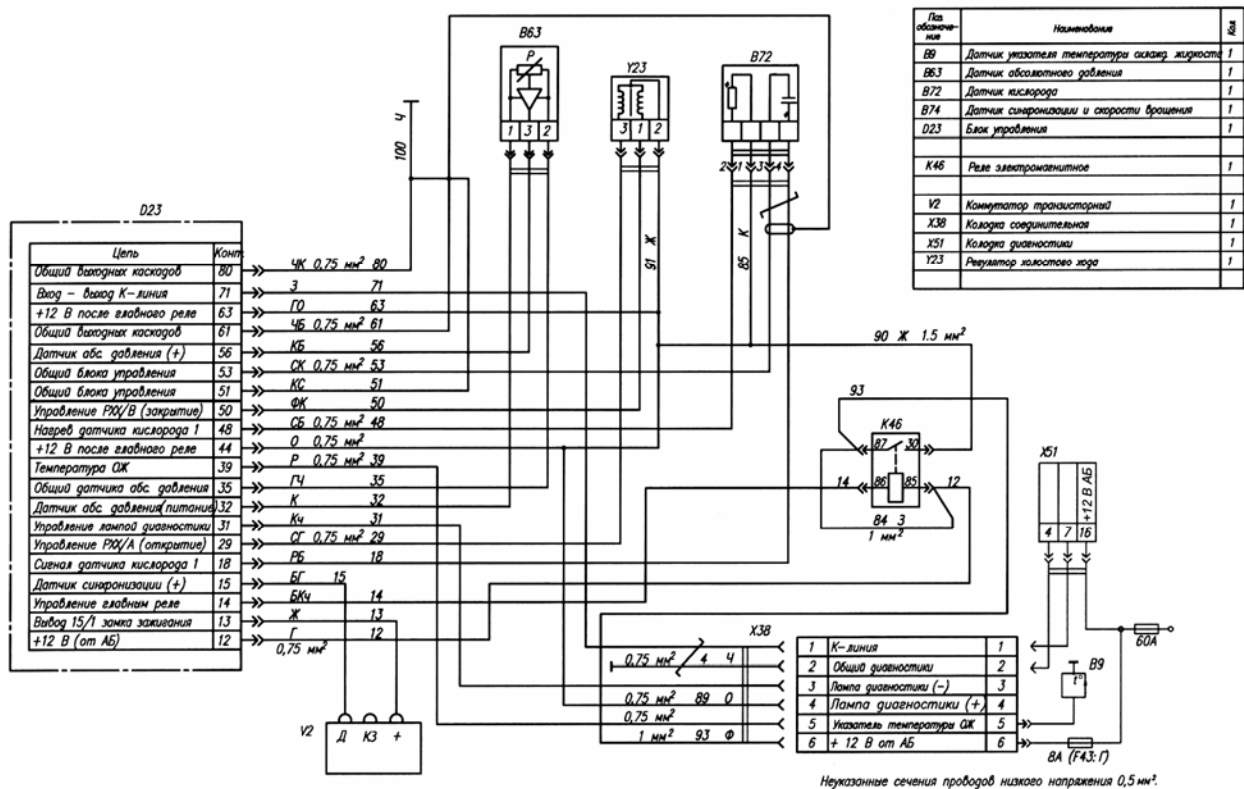 B63
P
1 3 2
Y23
3 1 2
B72
2 1 3 4
100 Ч
91 Ж
85 К
Поз. обозначе-
ние
Наименование
Кол
B9 Датчик указателя температуры охлажд. жидкости 1
B63 Датчик абсолютного давления 1
B72 Датчик кислорода 1
B74 Датчик синхронизации и скорости вращения 1
D23 Блок управления 1
K46 Реле электромагнитное 1
V2 Коммутатор транзисторный 1
X38 Колодка соединительная 1
X51 Колодка диагностики 1
Y23 Регулятор холостого хода 1
D23
Цепь Конт.
Общий выходных каскадов 80 ЧК 0,75 мм² 80
Вход – выход К-линия 71 З 71
+12 В после главного реле 63 ГО 63
Общий выходных каскадов 61 ЧБ 0,75 мм² 61
Датчик абс. давления (+) 56 КБ 56
Общий блока управления 53 СК 0,75 мм² 53
Общий блока управления 51 КС 51
Управление РХХ/В (закрытие) 50 ФК 50
Нагрев датчика кислорода 1 48 СБ 0,75 мм² 48
+12 В после главного реле 44 О 0,75 мм²
Температура ОЖ 39 Р 0,75 мм² 39
Общий датчика абс. давления 35 ГЧ 35
Датчик абс. давления(питание) 32 К 32
Управление лампой диагностики 31 Кч 31
Управление РХХ/А (открытие) 29 СГ 0,75 мм² 29
Сигнал датчика кислорода 1 18 РБ 18
Датчик синхронизации (+) 15 БГ 15
Управление главным реле 14 БКч 14
Вывод 15/1 замка зажигания 13 Ж 13
+12 В (от АБ) 12 Г 12
0,75 мм²
90 Ж 1.5 мм²
93
K46
87 30
14 86 85 12
84 З
1 мм²
X51
+12 В АБ
4 7 16
60А
B9
t°
X38
1 К-линия 1
0,75 мм² 4 Ч 2 Общий диагностики 2
3 Лампа диагностики (-) 3
0,75 мм² 89 О 4 Лампа диагностики (+) 4
0,75 мм² 5 Указатель температуры ОЖ 5
1 мм² 93 Ф 6 + 12 В от АБ 6
8А (F43: Г)
V2
Д КЗ +
Неуказанные сечения проводов низкого напряжения 0,5 мм².